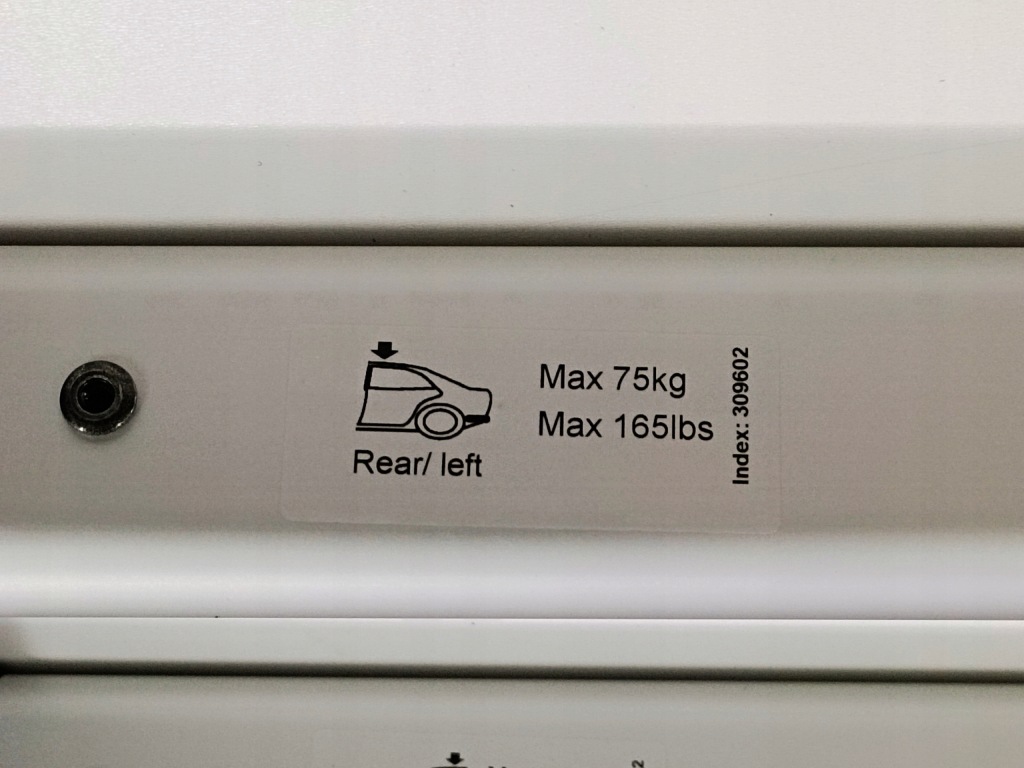 Max 75kg
Max 165lbs
Rear/ left
Index: 309602